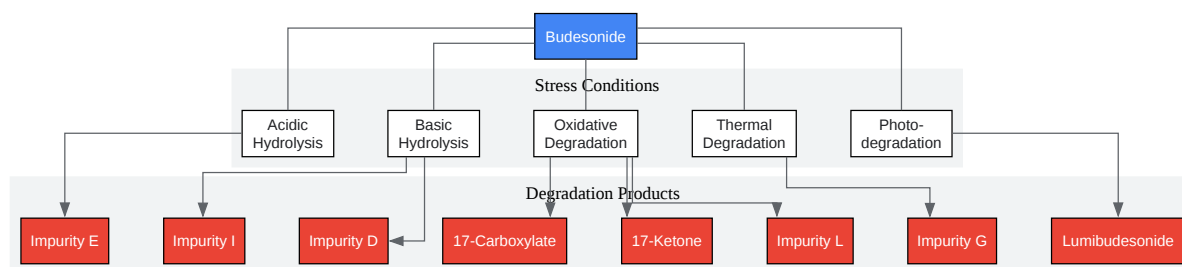 Budesonide
Stress Conditions
Acidic
Hydrolysis
Basic
Hydrolysis
Oxidative
Degradation
Thermal
Degradation
Photo-
degradation
Degradation Products
Impurity E
Impurity I
Impurity D
17-Carboxylate
17-Ketone
Impurity L
Impurity G
Lumibudesonide